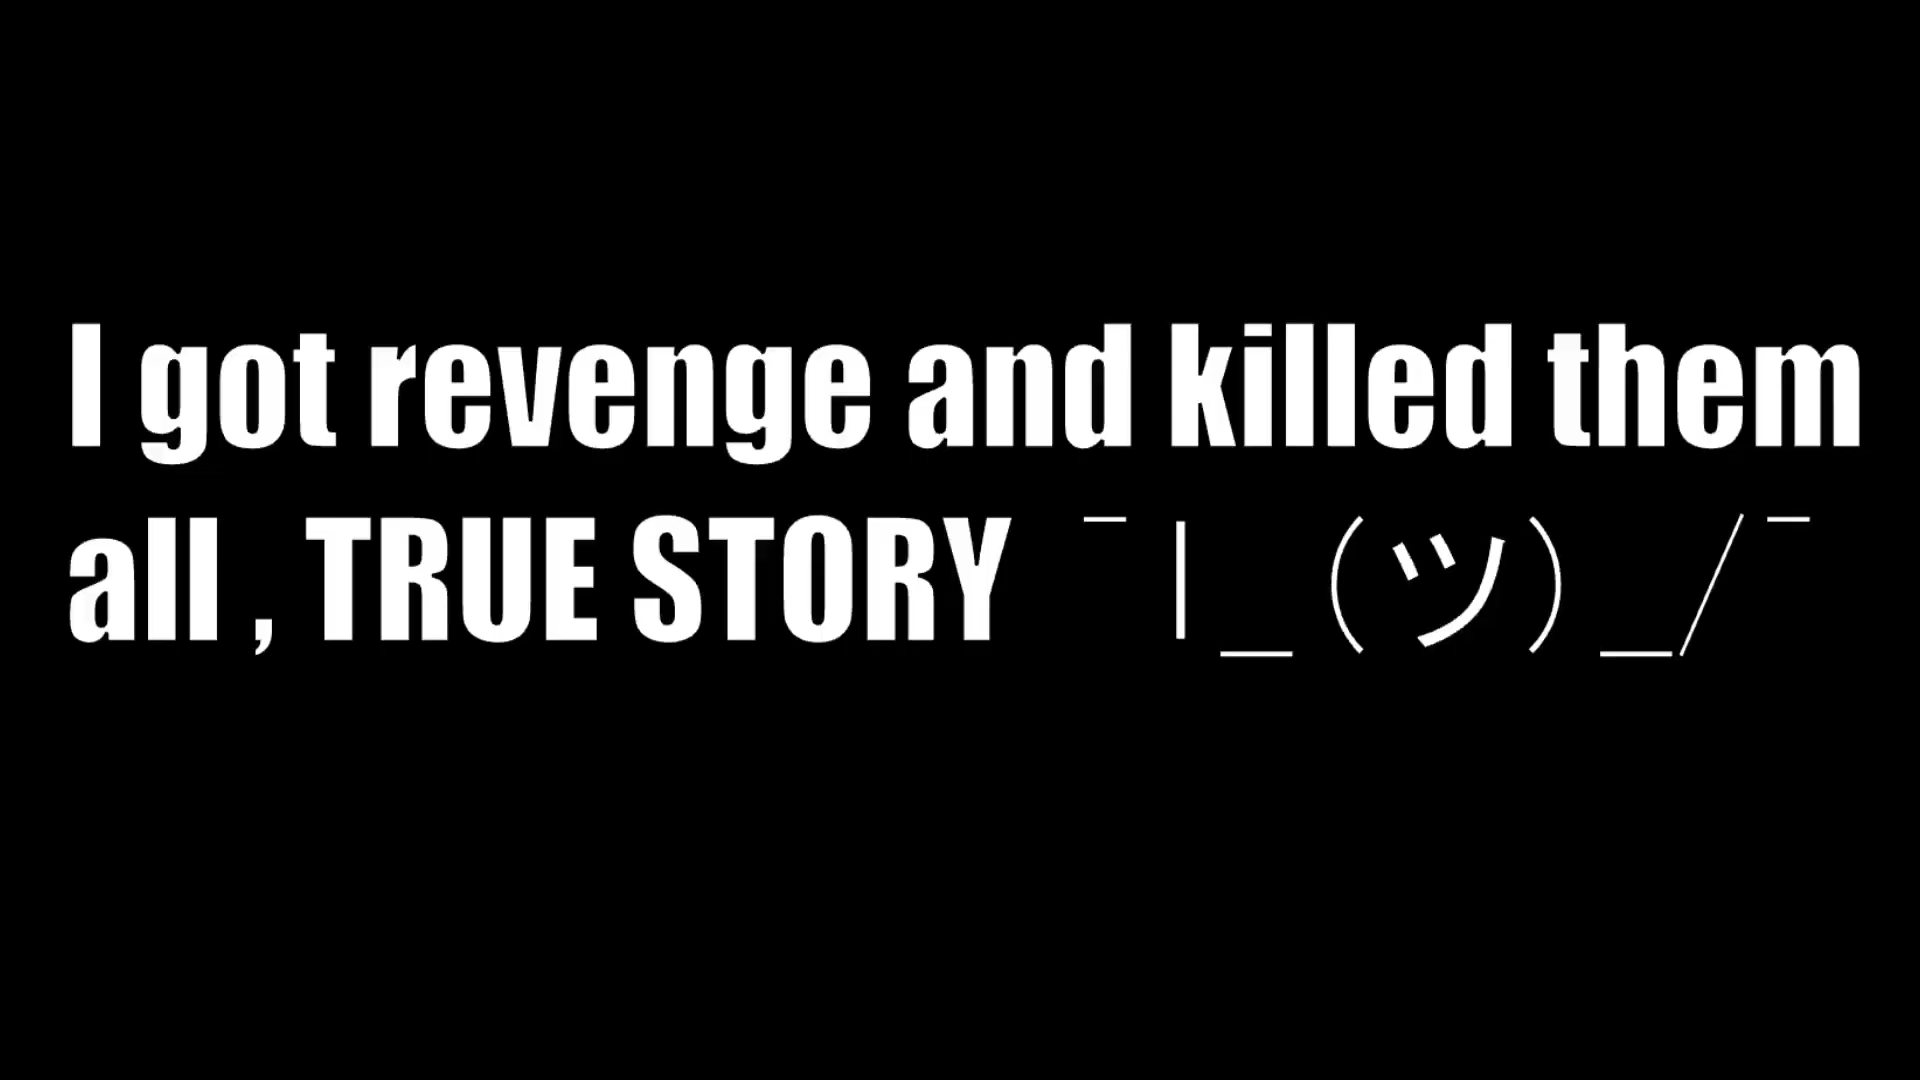 I got revenge and killed them
all , TRUE STORY ¯|_(ツ)_/¯